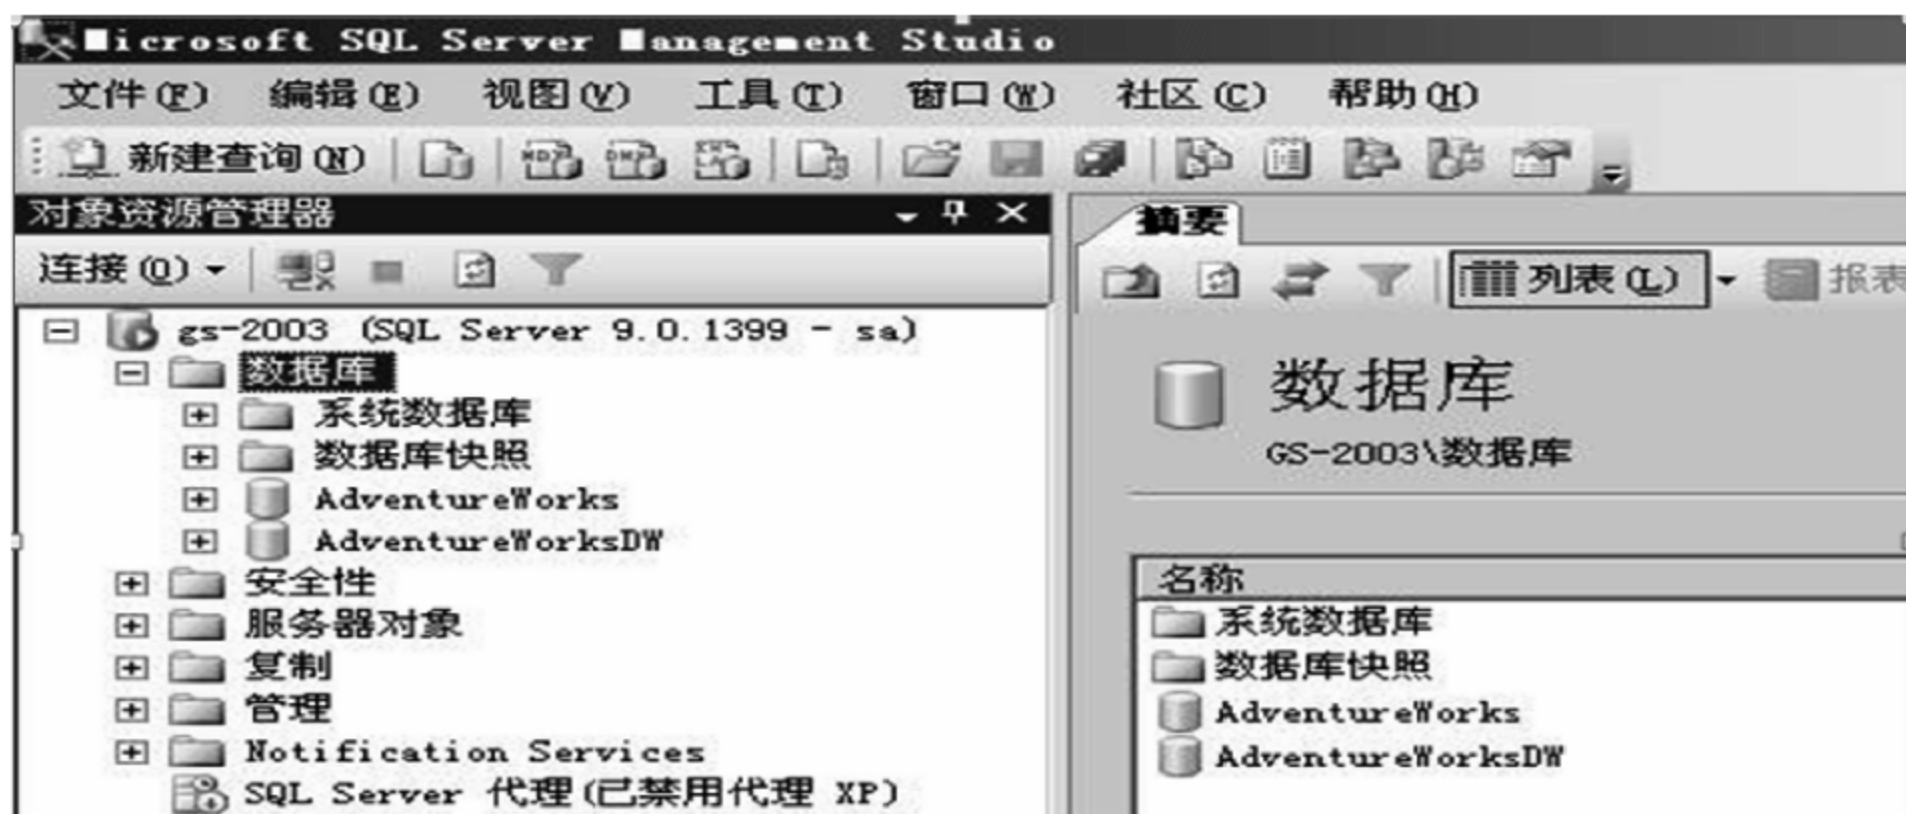 Microsoft SQL Server Management Studio
文件(F) 编辑(E) 视图(V) 工具(T) 窗口(W) 社区(C) 帮助(H)
新建查询(N)
对象资源管理器
摘要
连接(O)
列表(L) 报表
gs-2003 (SQL Server 9.0.1399 - sa)
数据库
系统数据库
数据库快照
AdventureWorks
AdventureWorksDW
安全性
服务器对象
复制
管理
Notification Services
SQL Server 代理(已禁用代理 XP)
数据库
GS-2003\数据库
名称
系统数据库
数据库快照
AdventureWorks
AdventureWorksDW